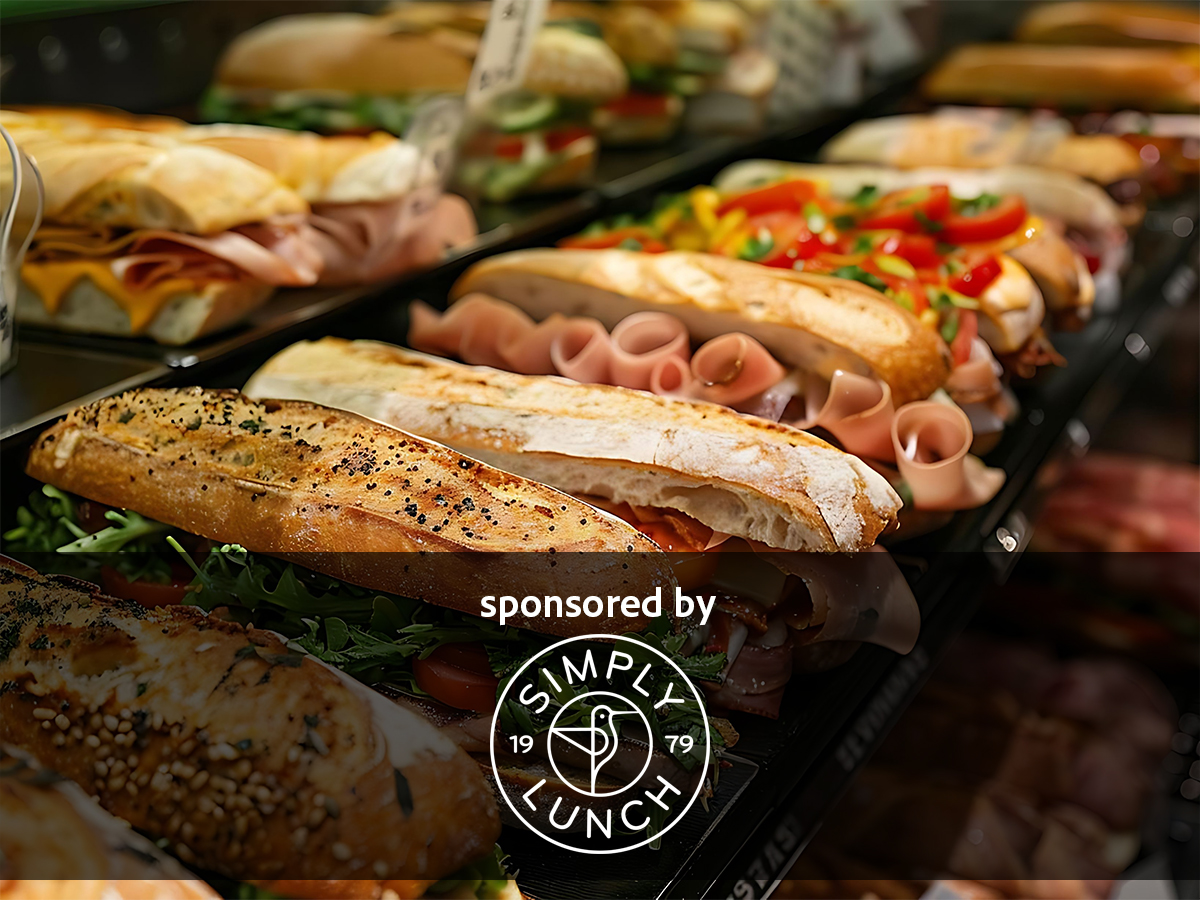 sponsored by
SIMPLY
19 79
LUNCH